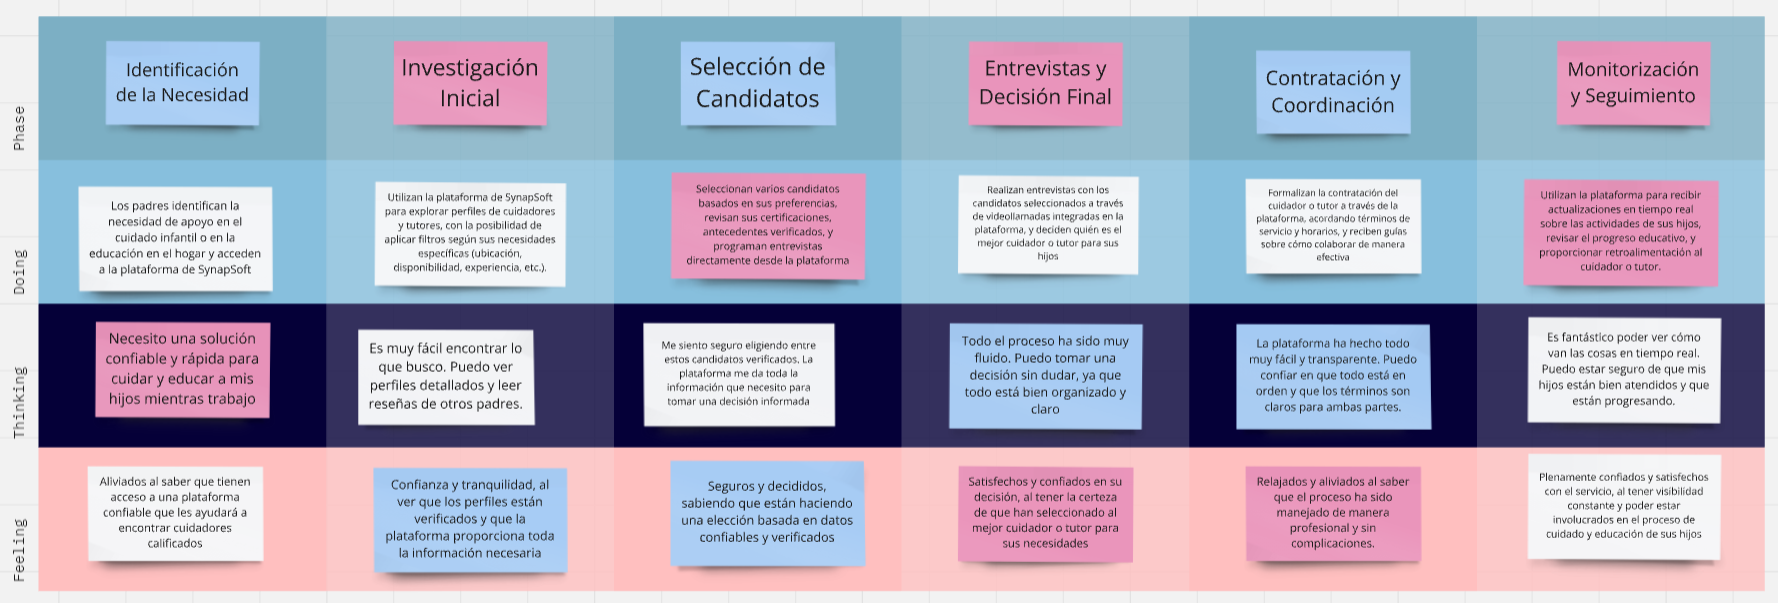 Phase
Identificación
de la Necesidad
Investigación
Inicial
Selección de
Candidatos
Entrevistas y
Decisión Final
Contratación y
Coordinación
Monitorización
y Seguimiento
Doing
Los padres identifican la
necesidad de apoyo en el
cuidado infantil o en la
educación en el hogar y acceden
a la plataforma de SynapSoft
Utilizan la plataforma de SynapSoft
para explorar perfiles de cuidadores
y tutores, con la posibilidad de
aplicar filtros según sus necesidades
específicas (ubicación,
disponibilidad, experiencia, etc.).
Seleccionan varios candidatos
basados en sus preferencias,
revisan sus certificaciones,
antecedentes verificados, y
programan entrevistas
directamente desde la plataforma
Realizan entrevistas con los
candidatos seleccionados a través
de videollamadas integradas en la
plataforma, y deciden quién es el
mejor cuidador o tutor para sus
hijos
Formalizan la contratación del
cuidador o tutor a través de la
plataforma, acordando términos de
servicio y horarios, y reciben guías
sobre cómo colaborar de manera
efectiva
Utilizan la plataforma para recibir
actualizaciones en tiempo real
sobre las actividades de sus hijos,
revisar el progreso educativo, y
proporcionar retroalimentación al
cuidador o tutor.
Thinking
Necesito una solución
confiable y rápida para
cuidar y educar a mis
hijos mientras trabajo
Es muy fácil encontrar lo
que busco. Puedo ver
perfiles detallados y leer
reseñas de otros padres.
Me siento seguro eligiendo entre
estos candidatos verificados. La
plataforma me da toda la
información que necesito para
tomar una decisión informada
Todo el proceso ha sido muy
fluido. Puedo tomar una
decisión sin dudar, ya que
todo está bien organizado y
claro
La plataforma ha hecho todo
muy fácil y transparente. Puedo
confiar en que todo está en
orden y que los términos son
claros para ambas partes.
Es fantástico poder ver cómo
van las cosas en tiempo real.
Puedo estar seguro de que mis
hijos están bien atendidos y que
están progresando.
Feeling
Aliviados al saber que tienen
acceso a una plataforma
confiable que les ayudará a
encontrar cuidadores
calificados
Confianza y tranquilidad, al
ver que los perfiles están
verificados y que la
plataforma proporciona toda
la información necesaria
Seguros y decididos,
sabiendo que están haciendo
una elección basada en datos
confiables y verificados
Satisfechos y confiados en su
decisión, al tener la certeza
de que han seleccionado al
mejor cuidador o tutor para
sus necesidades
Relajados y aliviados al saber
que el proceso ha sido
manejado de manera
profesional y sin
complicaciones.
Plenamente confiados y satisfechos
con el servicio, al tener visibilidad
constante y poder estar
involucrados en el proceso de
cuidado y educación de sus hijos